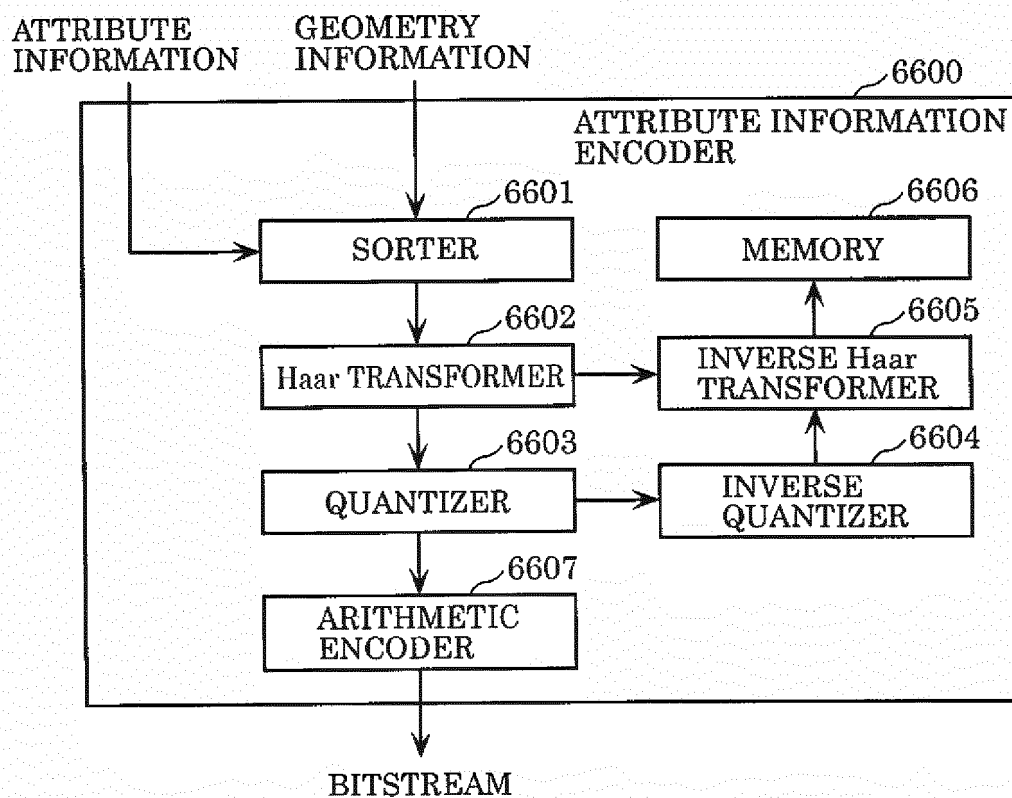 ATTRIBUTE
INFORMATION
GEOMETRY
INFORMATION
6600
ATTRIBUTE INFORMATION
ENCODER
6601
SORTER
6606
MEMORY
6602
Haar TRANSFORMER
6605
INVERSE Haar
TRANSFORMER
6603
QUANTIZER
6604
INVERSE
QUANTIZER
6607
ARITHMETIC
ENCODER
BITSTREAM